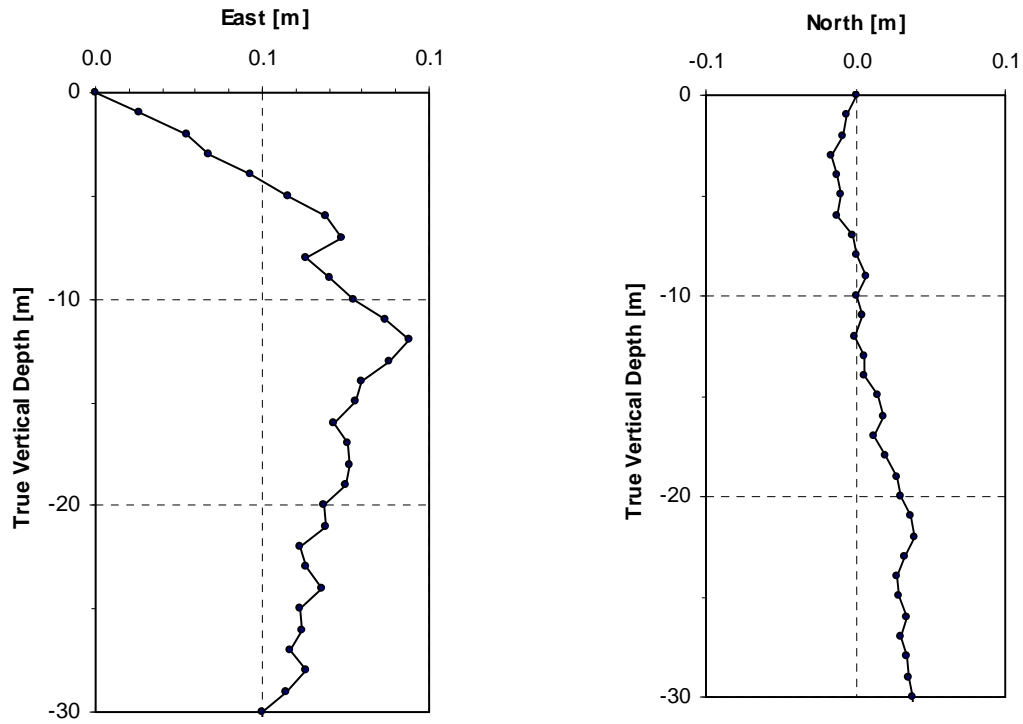 East [m]
0.0 0.1 0.1
0
-10
-20
-30
True Vertical Depth [m]
North [m]
-0.1 0.0 0.1
0
-10
-20
-30
True Vertical Depth [m]